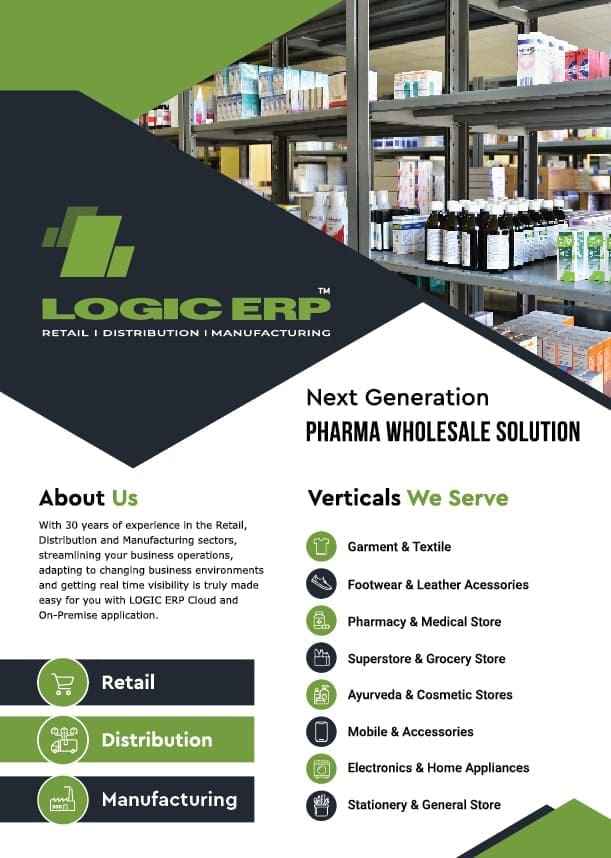 LOGIC ERP™
RETAIL | DISTRIBUTION | MANUFACTURING
Next Generation
PHARMA WHOLESALE SOLUTION
About Us
With 30 years of experience in the Retail,
Distribution and Manufacturing sectors,
streamlining your business operations,
adapting to changing business environments
and getting real time visibility is truly made
easy for you with LOGIC ERP Cloud and
On-Premise application.
Retail
Distribution
Manufacturing
Verticals We Serve
Garment & Textile
Footwear & Leather Acessories
Pharmacy & Medical Store
Superstore & Grocery Store
Ayurveda & Cosmetic Stores
Mobile & Accessories
Electronics & Home Appliances
Stationery & General Store